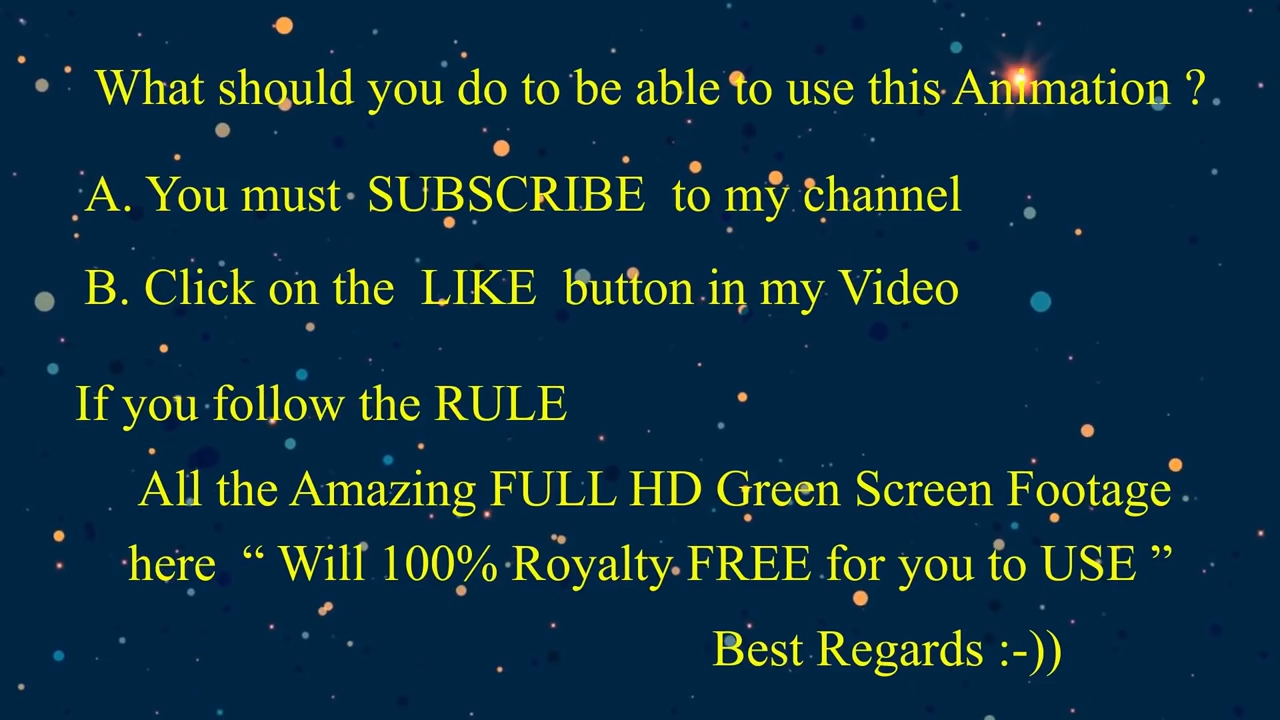 What should you do to be able to use this Animation ?
A. You must SUBSCRIBE to my channel
B. Click on the LIKE button in my Video
If you follow the RULE
All the Amazing FULL HD Green Screen Footage
here “ Will 100% Royalty FREE for you to USE ”
Best Regards :-))